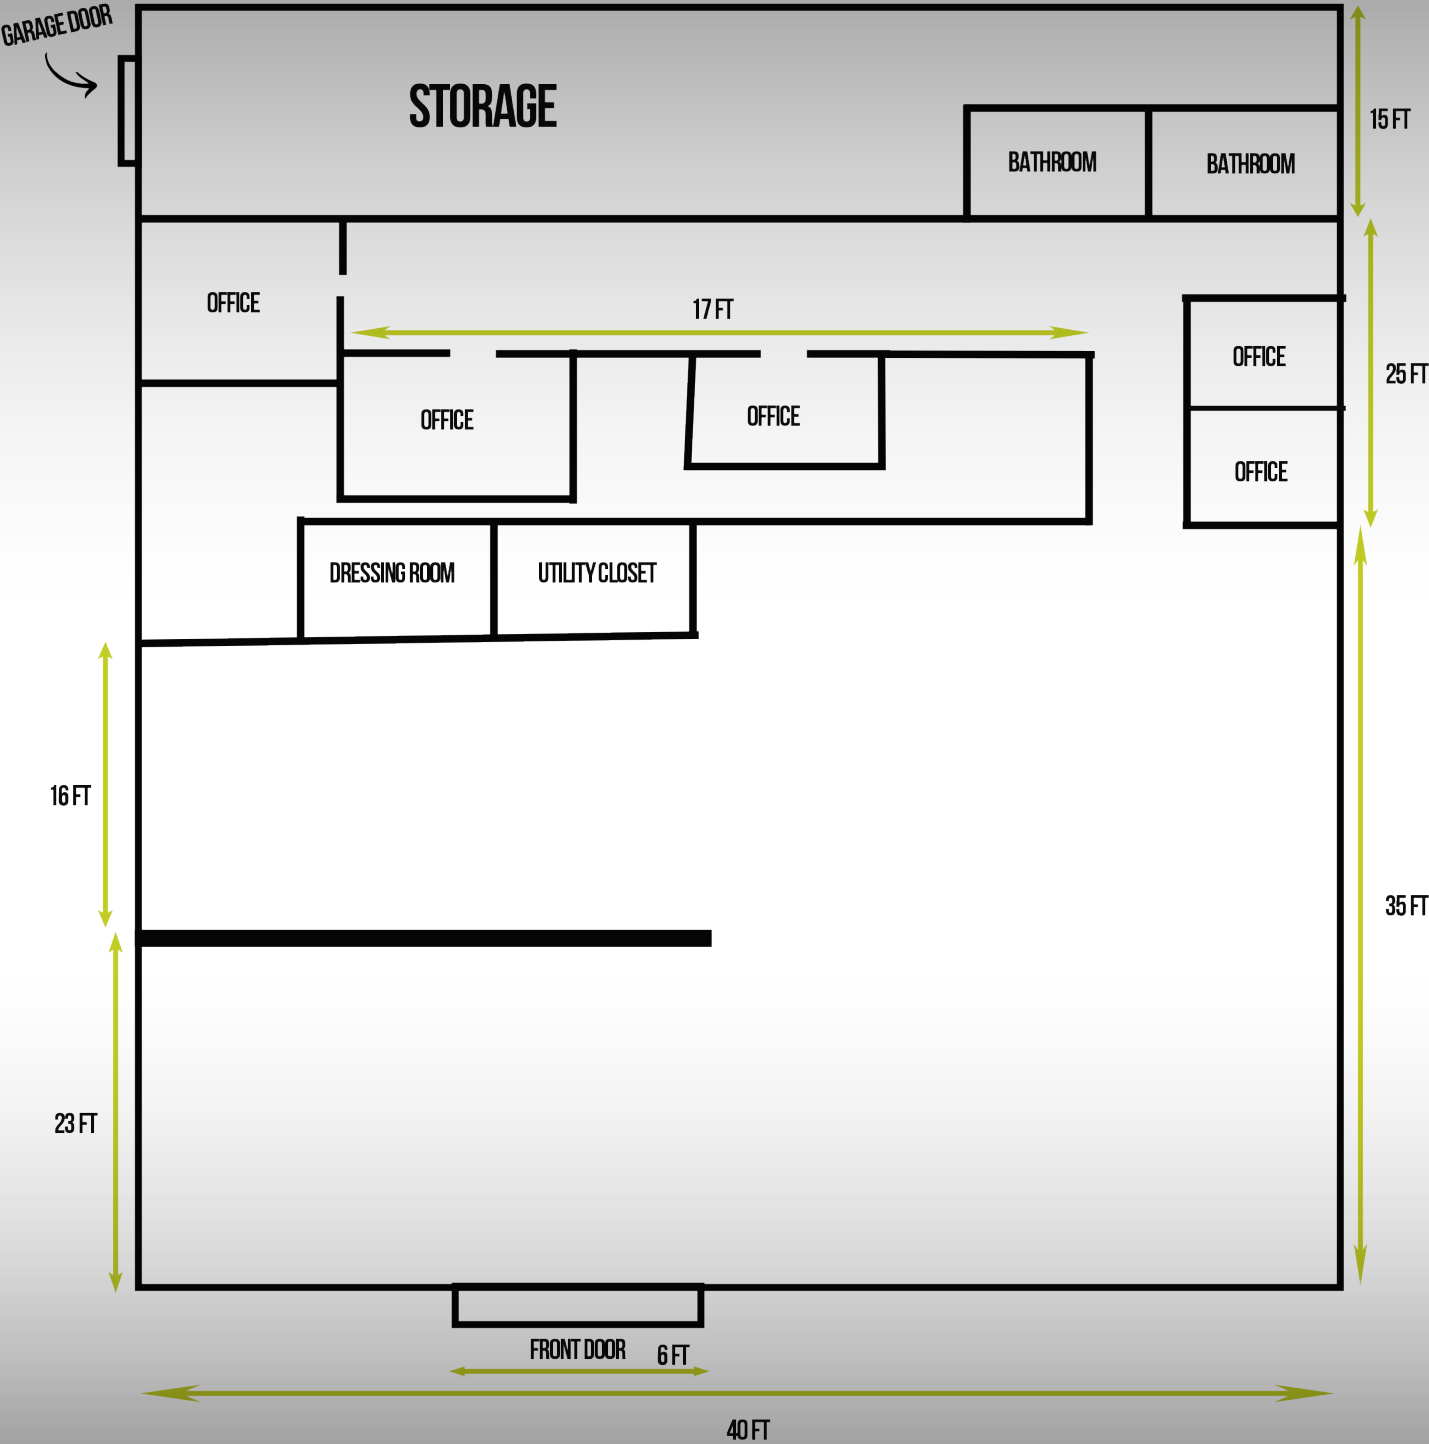 GARAGE DOOR
STORAGE
15 FT
BATHROOM
BATHROOM
OFFICE
17 FT
OFFICE
25 FT
OFFICE
OFFICE
OFFICE
DRESSING ROOM
UTILITY CLOSET
16 FT
35 FT
23 FT
FRONT DOOR
6 FT
40 FT